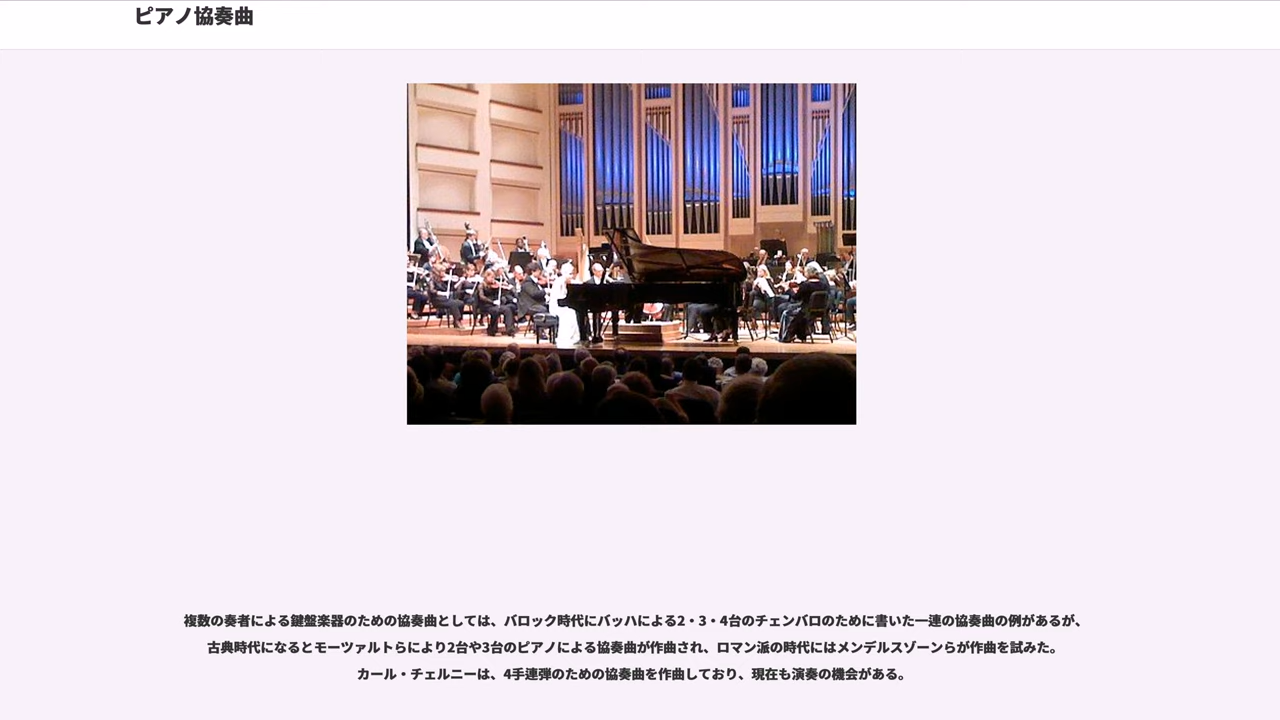 ピアノ協奏曲
複数の奏者による鍵盤楽器のための協奏曲としては、バロック時代にバッハによる2・3・4台のチェンバロのために書いた一連の協奏曲の例があるが、
古典時代になるとモーツァルトらにより2台や3台のピアノによる協奏曲が作曲され、ロマン派の時代にはメンデルスゾーンらが作曲を試みた。
カール・チェルニーは、4手連弾のための協奏曲を作曲しており、現在も演奏の機会がある。